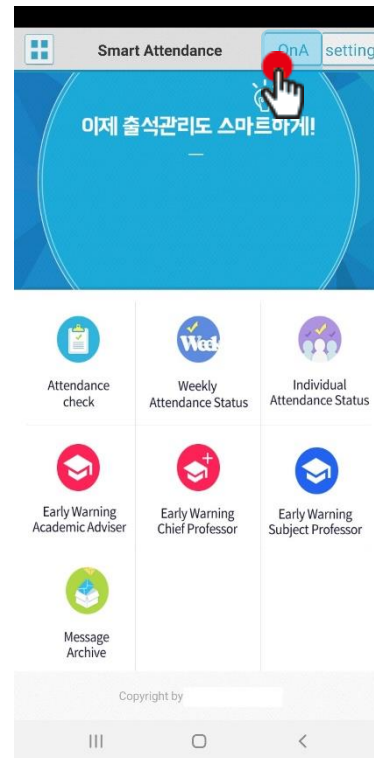 Smart Attendance
QnA
setting
이제 출석관리도 스마트하게!
Week
Attendance
check
Weekly
Attendance Status
Individual
Attendance Status
Early Warning
Academic Adviser
Early Warning
Chief Professor
Early Warning
Subject Professor
Message
Archive
Copyright by